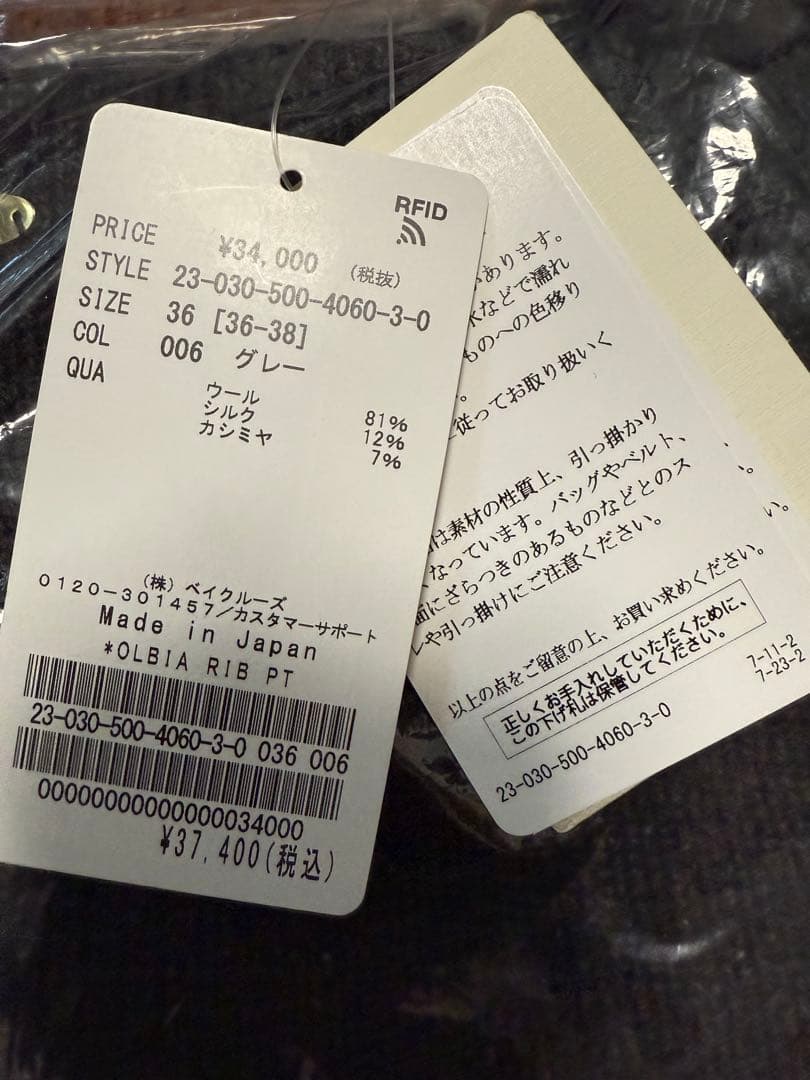 RFID
PRICE ¥34,000 (税抜)
STYLE 23-030-500-4060-3-0
SIZE 36 [36-38]
COL 006 グレー
QUA
ウール 81%
シルク 12%
カシミヤ 7%
(株) ベイクルーズ
0120-301457/カスタマーサポート
Made in Japan
*OLBIA RIB PT
23-030-500-4060-3-0 036 006
00000000000000034000
¥37,400(税込)
あります。
などで濡れ
ものへの色移り
。
従ってお取り扱いく
は素材の性質上、引っ掛かり
なっています。バッグやベルト、
面にざらつきのあるものなどとのス
レや引っ掛けにご注意ください。
以上の点をご留意の上、お買い求めください。
正しくお手入れしていただくために、
この下げ札は保管してください。
7-11-2
7-23-2
23-030-500-4060-3-0
。
い。